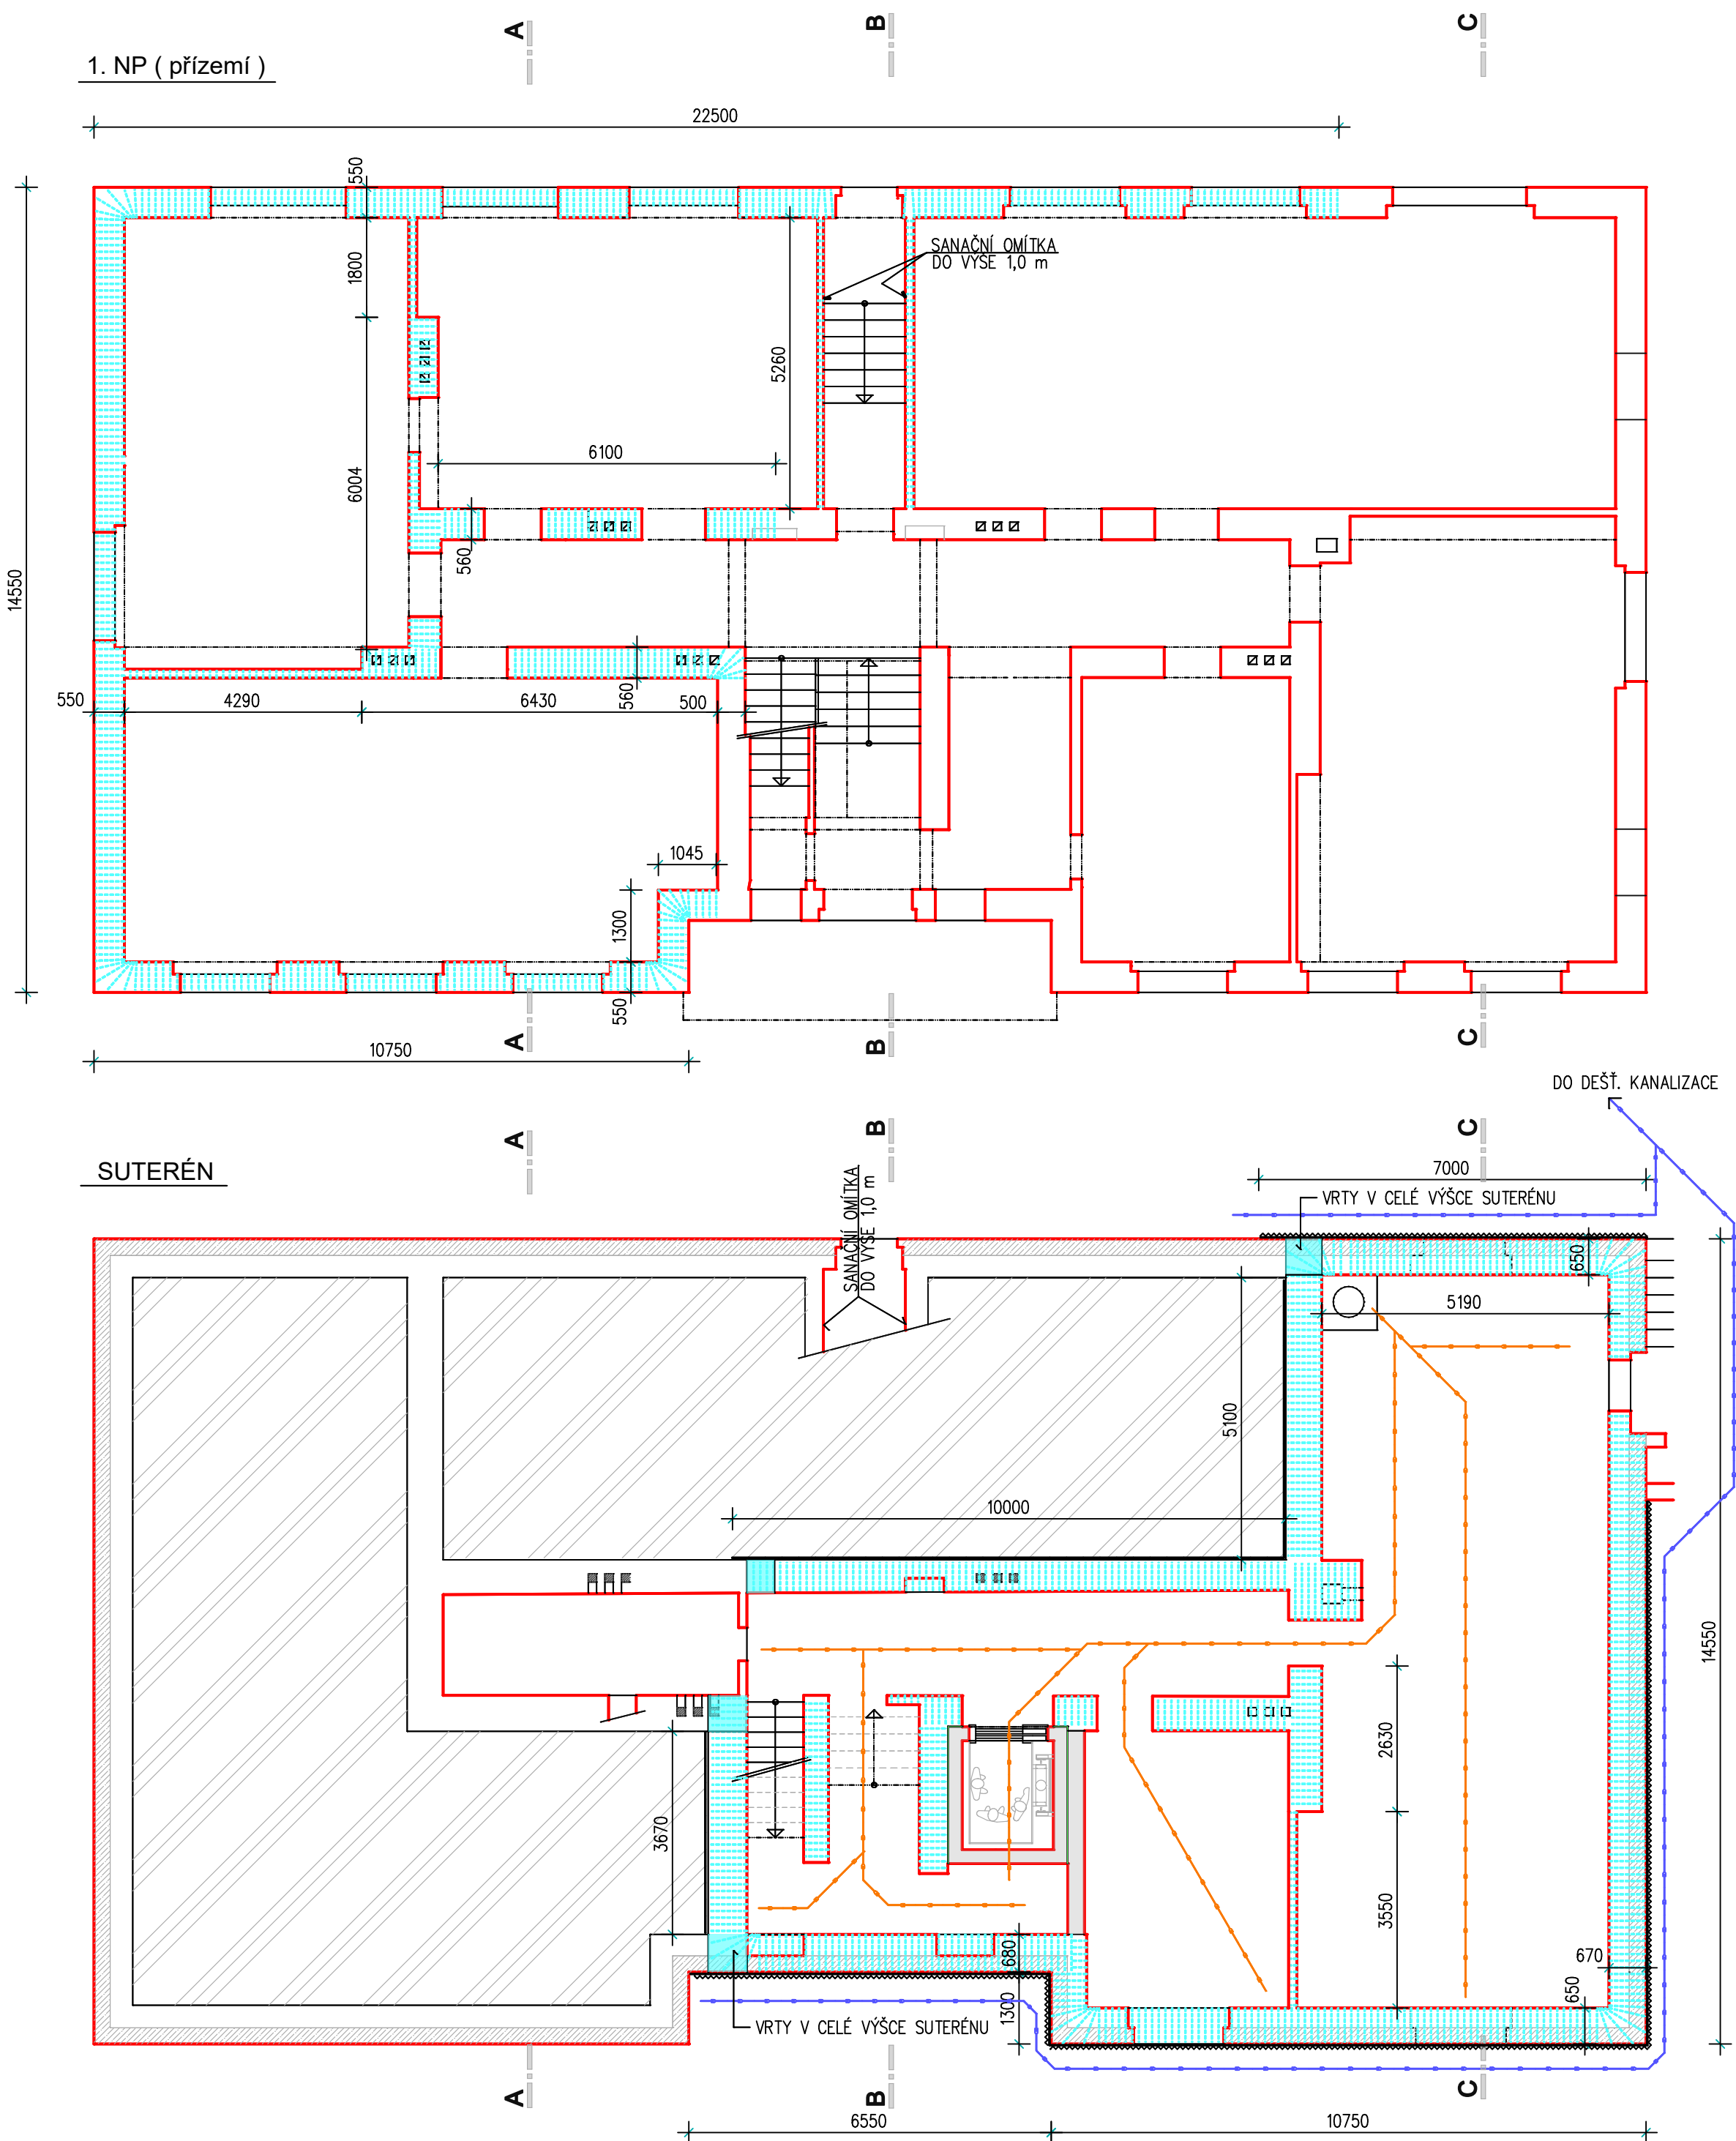 A
B
C
1. NP ( přízemí )
22500
550
1800
SANAČNÍ OMÍTKA
DO VÝŠE 1,0 m
5260
6100
6004
560
14550
550
4290
6430
560
500
1045
1300
550
A
B
C
10750
DO DEŠŤ. KANALIZACE
A
B
C
SUTERÉN
7000
SANAČNÍ OMÍTKA
DO VÝŠE 1,0 m
VRTY V CELÉ VÝŠCE SUTERÉNU
650
5190
5100
10000
14550
2630
3670
3550
680
670
650
1300
VRTY V CELÉ VÝŠCE SUTERÉNU
A
B
C
6550
10750